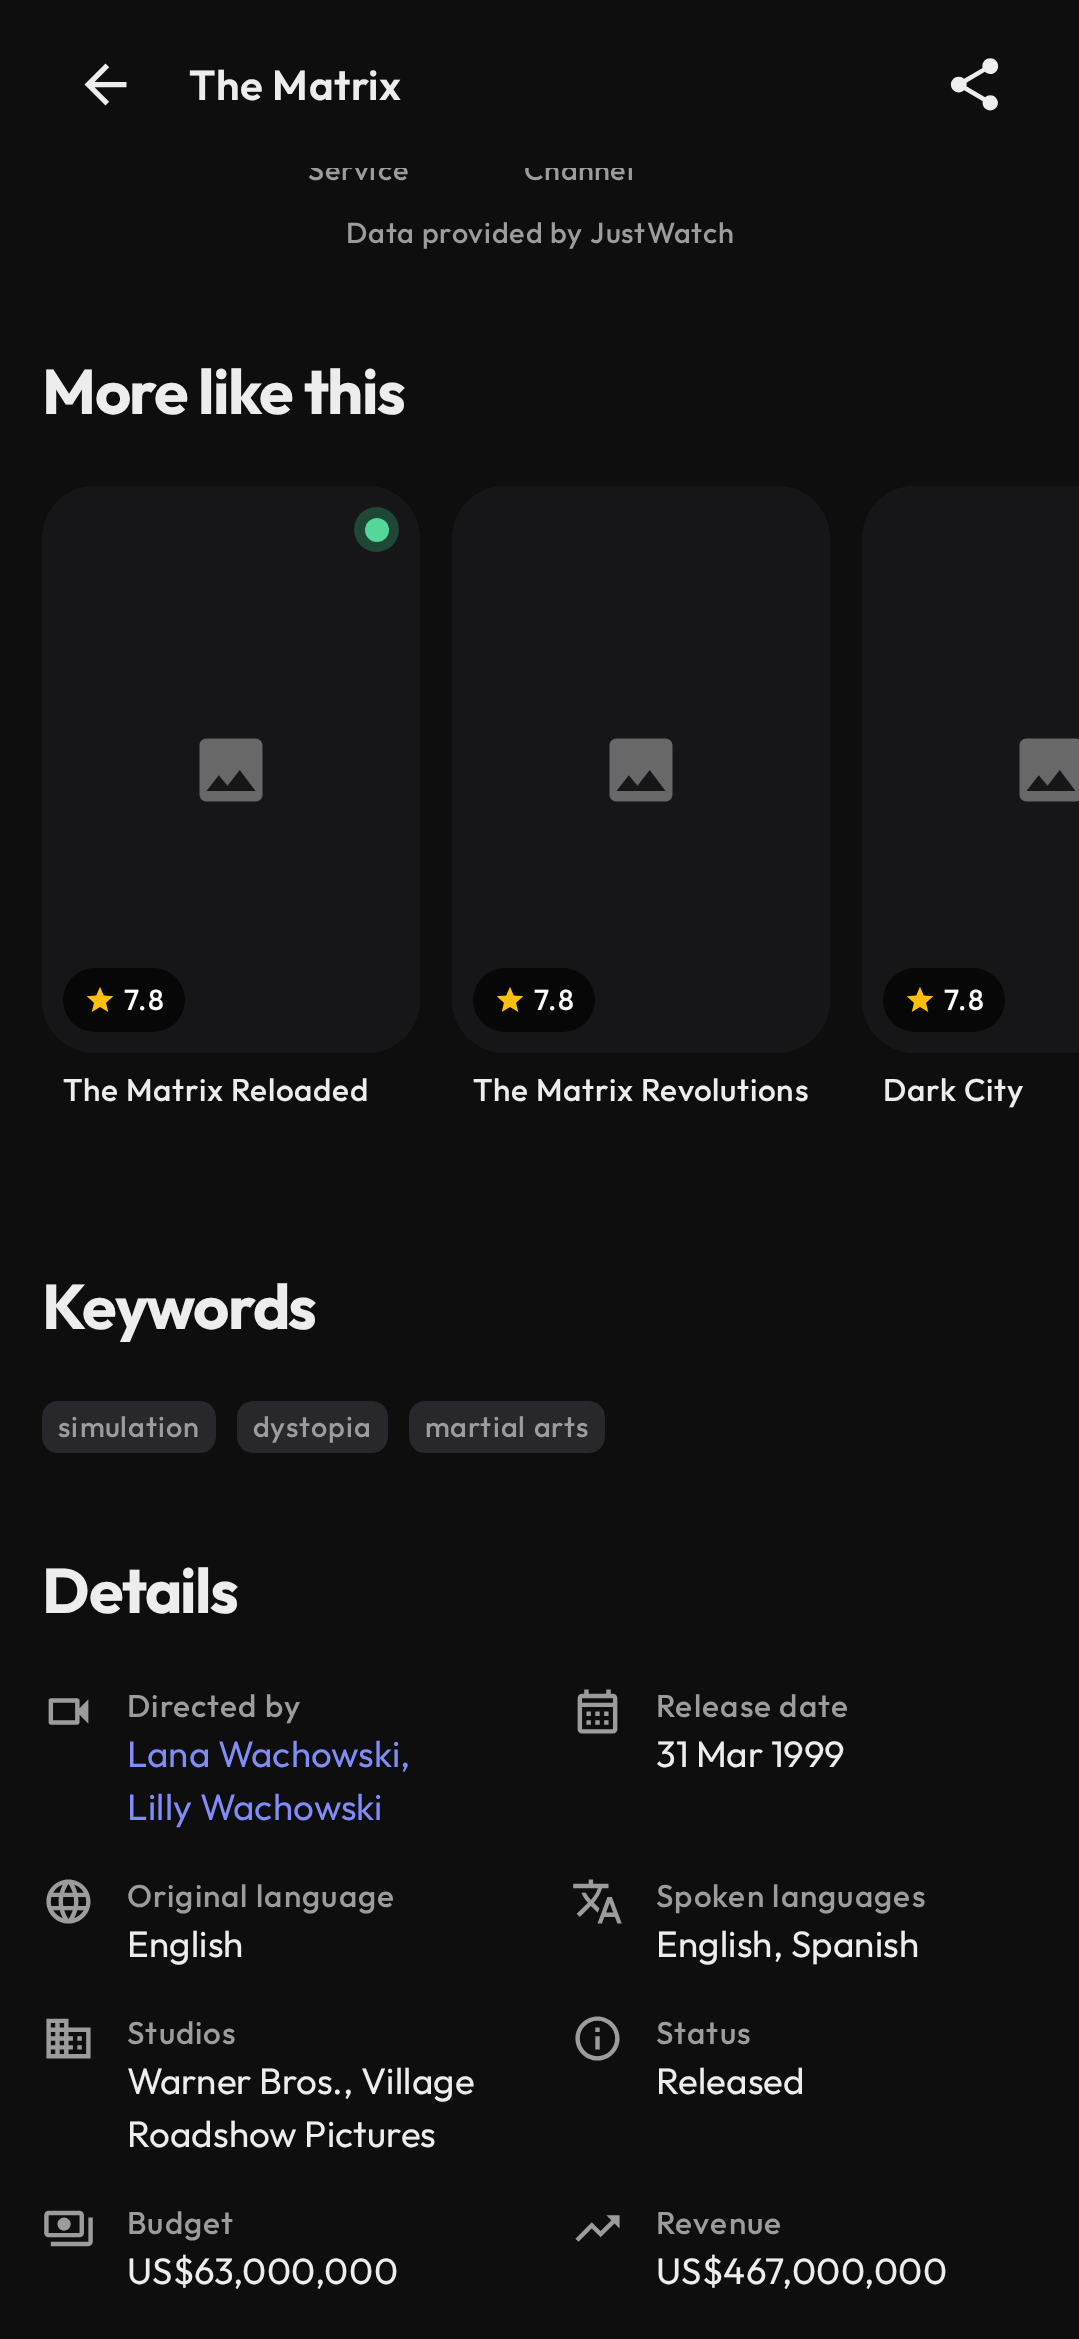 The Matrix
Service Channel
Data provided by JustWatch
More like this
7.8 7.8 7.8
The Matrix Reloaded The Matrix Revolutions Dark City
Keywords
simulation dystopia martial arts
Details
Directed by
Lana Wachowski,
Lilly Wachowski
Release date
31 Mar 1999
Original language
English
Spoken languages
English, Spanish
Studios
Warner Bros., Village
Roadshow Pictures
Status
Released
Budget
US$63,000,000
Revenue
US$467,000,000